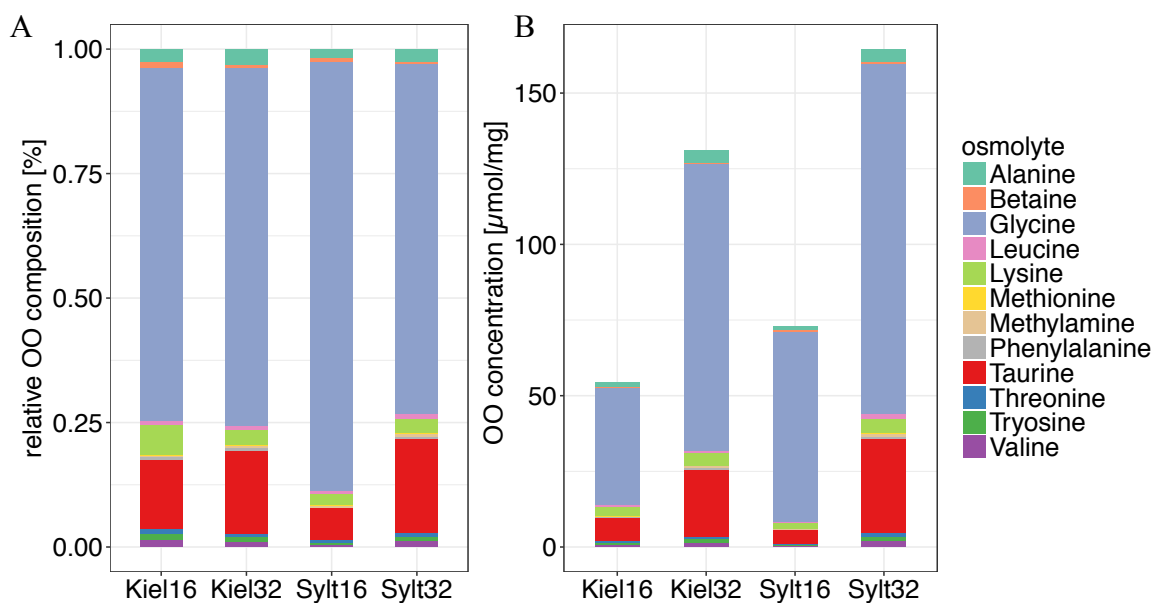 A
relative OO composition [%]
1.00
0.75
0.50
0.25
0.00
Kiel16 Kiel32 Sylt16 Sylt32
B
OO concentration [µmol/mg]
150
100
50
0
Kiel16 Kiel32 Sylt16 Sylt32
osmolyte
Alanine
Betaine
Glycine
Leucine
Lysine
Methionine
Methylamine
Phenylalanine
Taurine
Threonine
Tryosine
Valine